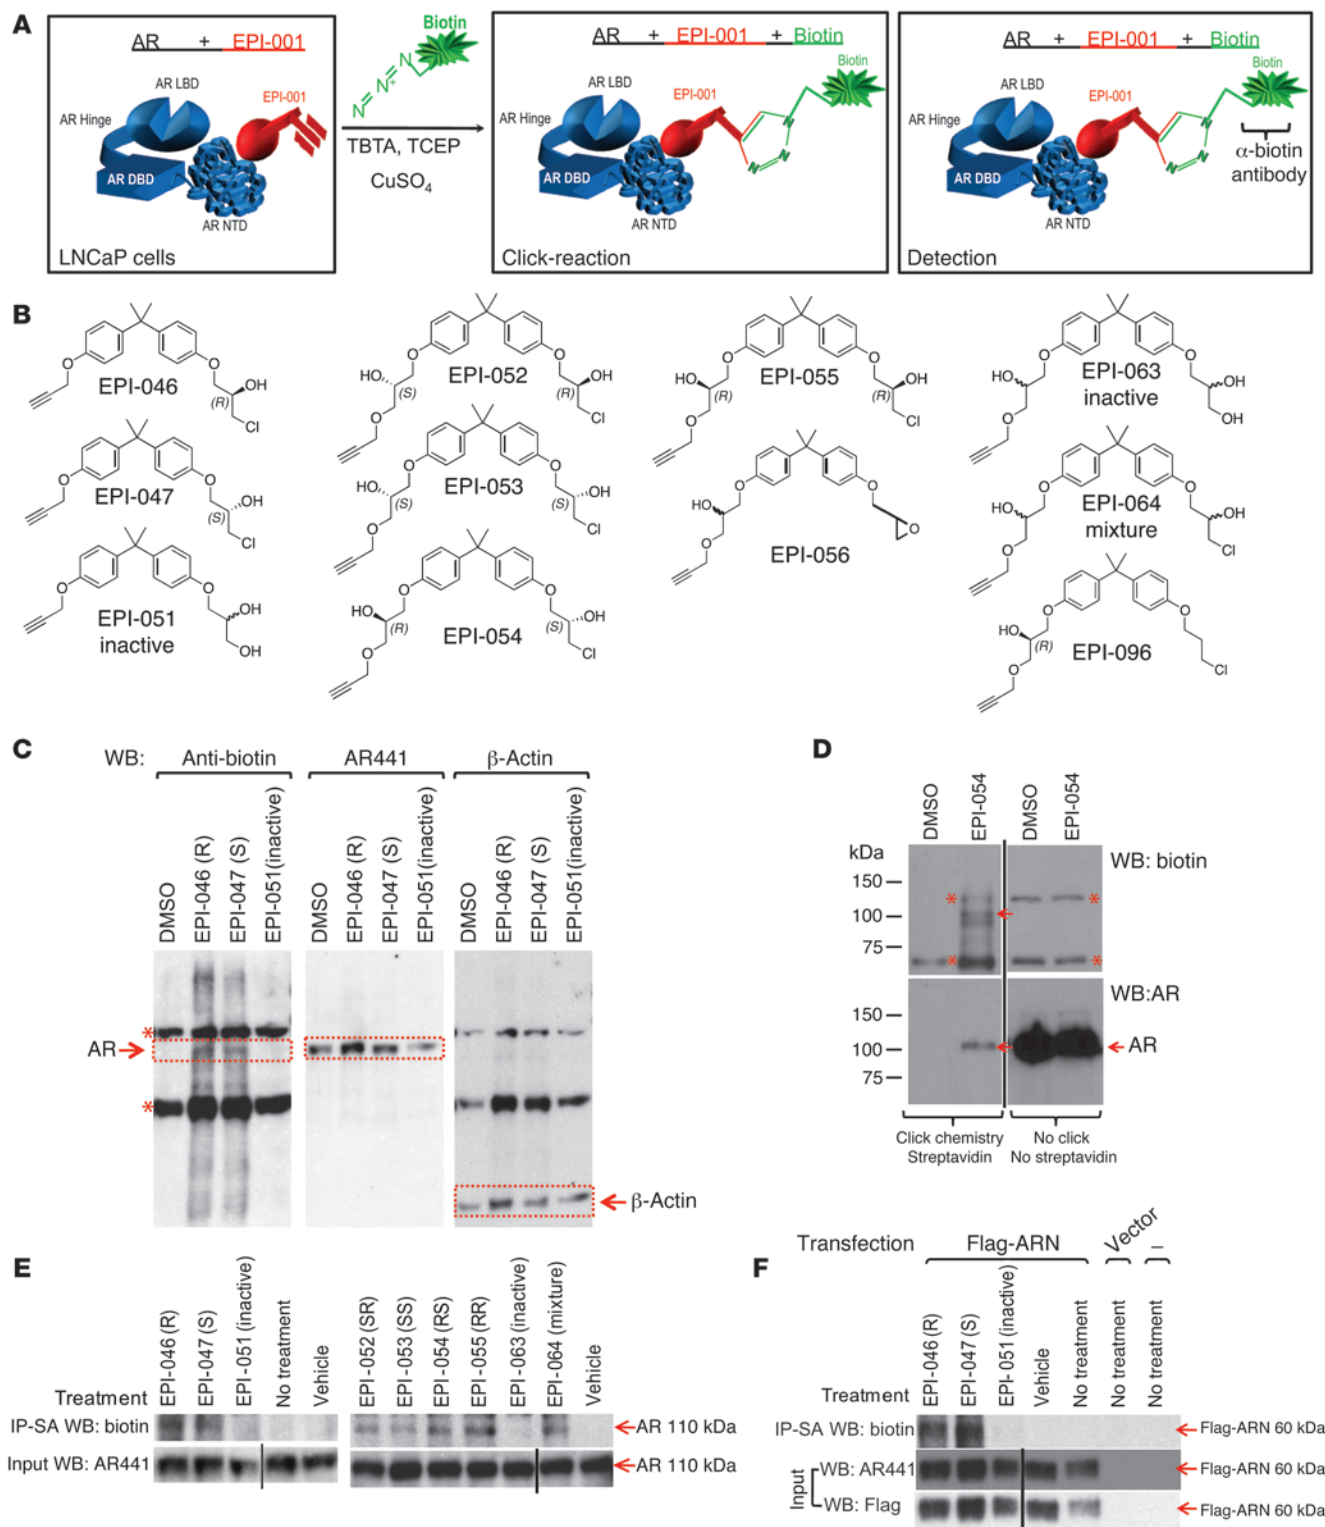 A
AR + EPI-001
AR LBD
EPI-001
AR Hinge
AR DBD
AR NTD
LNCaP cells
Biotin
N=N+=N
TBTA, TCEP
CuSO4
AR + EPI-001 + Biotin
Biotin
AR LBD
EPI-001
AR Hinge
N
N
N
AR DBD
AR NTD
Click-reaction
AR + EPI-001 + Biotin
Biotin
AR LBD
EPI-001
AR Hinge
N
N
N
α-biotin
antibody
AR DBD
AR NTD
Detection
B
O
O
OH
(R)
Cl
EPI-046
O
O
OH
(S)
Cl
EPI-047
O
O
OH
OH
EPI-051
inactive
O
O
HO
(S)
O
OH
(R)
Cl
EPI-052
O
O
HO
(S)
O
OH
(S)
Cl
EPI-053
O
O
HO
(R)
O
OH
(S)
Cl
EPI-054
O
O
HO
(R)
O
OH
(R)
Cl
EPI-055
O
O
HO
O
O
EPI-056
O
O
HO
O
OH
OH
EPI-063
inactive
O
O
HO
O
OH
Cl
EPI-064
mixture
O
O
HO
(R)
O
Cl
EPI-096
C
WB: Anti-biotin AR441 β-Actin
DMSO
EPI-046 (R)
EPI-047 (S)
EPI-051(inactive)
DMSO
EPI-046 (R)
EPI-047 (S)
EPI-051(inactive)
DMSO
EPI-046 (R)
EPI-047 (S)
EPI-051(inactive)
*
AR
*
β-Actin
D
DMSO
EPI-054
DMSO
EPI-054
kDa
WB: biotin
150
100
75
* *
* *
WB:AR
150
100
75
AR
Click chemistry
Streptavidin
No click
No streptavidin
E
Treatment
EPI-046 (R)
EPI-047 (S)
EPI-051 (inactive)
No treatment
Vehicle
EPI-052 (SR)
EPI-053 (SS)
EPI-054 (RS)
EPI-055 (RR)
EPI-063 (inactive)
EPI-064 (mixture)
Vehicle
IP-SA WB: biotin
AR 110 kDa
Input WB: AR441
AR 110 kDa
F
Transfection Flag-ARN Vector –
Treatment
EPI-046 (R)
EPI-047 (S)
EPI-051 (inactive)
Vehicle
No treatment
No treatment
No treatment
IP-SA WB: biotin
Flag-ARN 60 kDa
Input
WB: AR441
Flag-ARN 60 kDa
WB: Flag
Flag-ARN 60 kDa